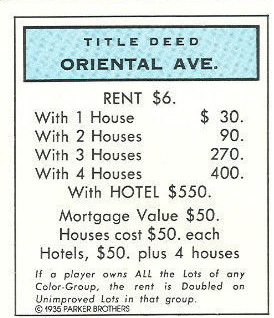 TITLE DEED
ORIENTAL AVE.
RENT $6.
With 1 House $ 30.
With 2 Houses 90.
With 3 Houses 270.
With 4 Houses 400.
With HOTEL $550.
Mortgage Value $50.
Houses cost $50. each
Hotels, $50. plus 4 houses
If a player owns ALL the Lots of any
Color-Group, the rent is Doubled on
Unimproved Lots in that group.
© 1935 PARKER BROTHERS